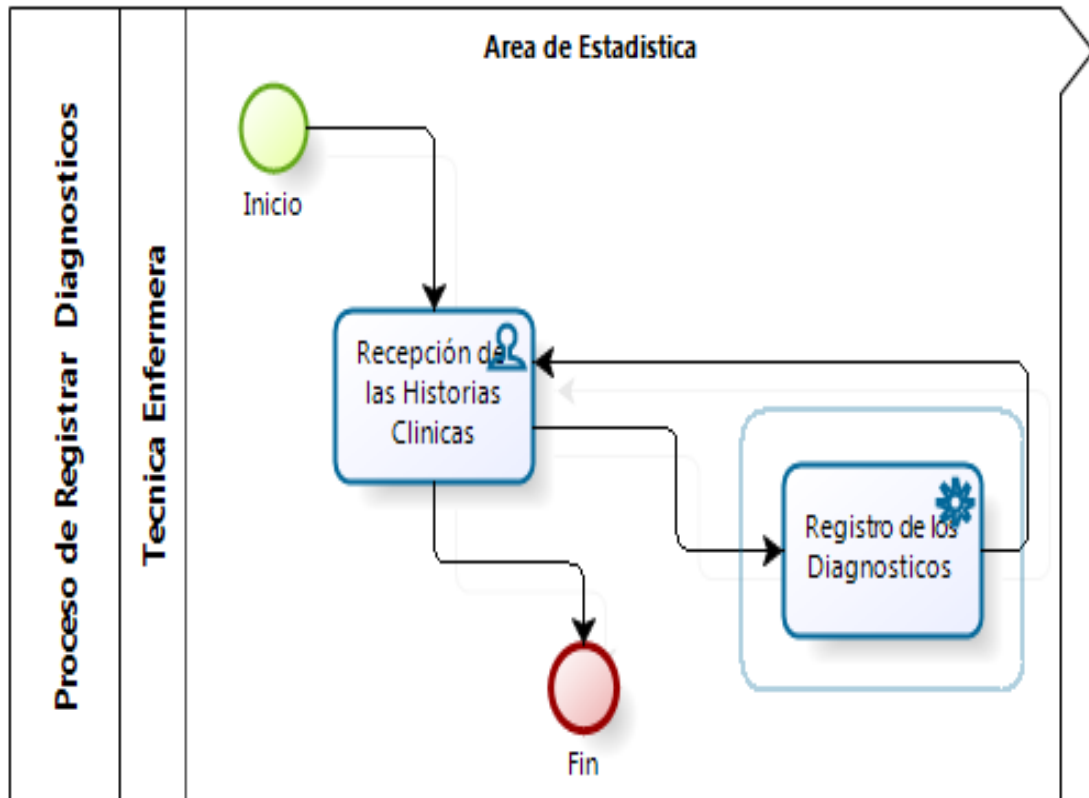 Proceso de Registrar Diagnosticos
Tecnica Enfermera
Area de Estadistica
Inicio
Recepción de
las Historias
Clinicas
Registro de los
Diagnosticos
Fin